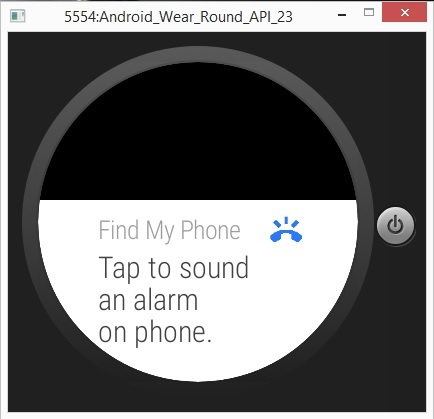 5554:Android_Wear_Round_API_23
Find My Phone
Tap to sound
an alarm
on phone.